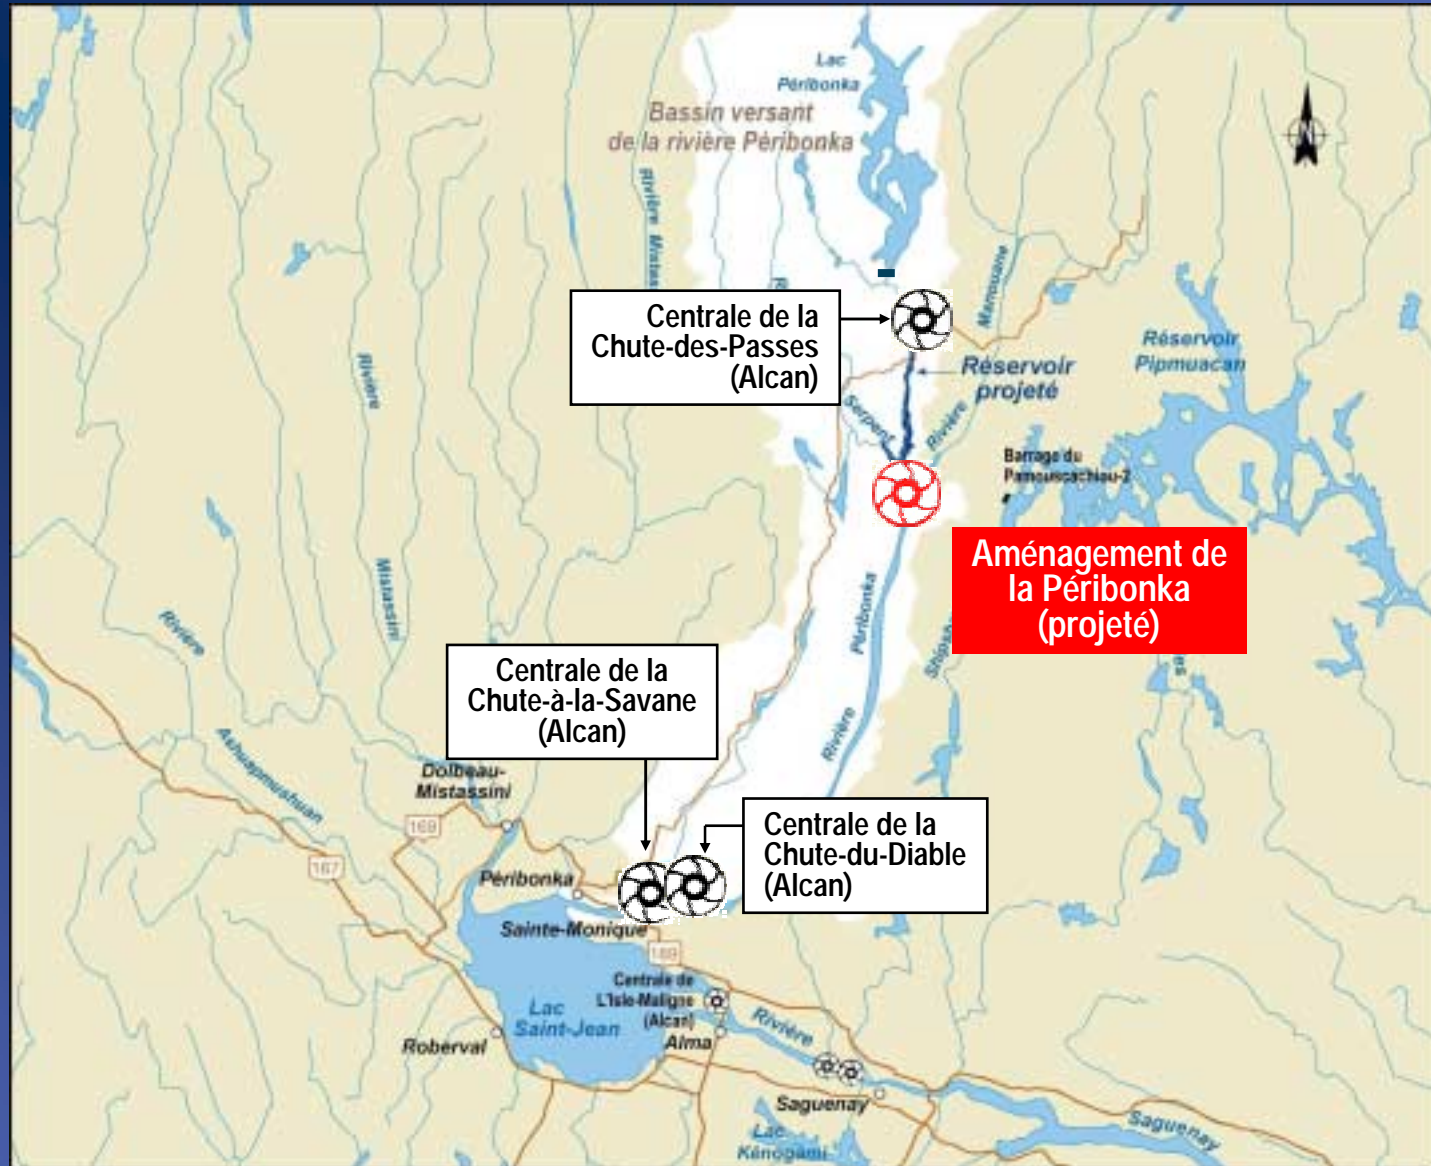 Lac
Péribonka
Bassin versant
de la rivière Péribonka
N
Rivière Mistas
Manouane
Centrale de la
Chute-des-Passes
(Alcan)
Réservoir
Pipmuacan
Réservoir
projeté
Rivière
Serpent
Rivière
Barrage du
Pamouscachiou-2
Aménagement de
la Péribonka
(projeté)
Mistassini
Péribonka
Rivière
Rivière
Centrale de la
Chute-à-la-Savane
(Alcan)
Ashuapmushuan
Dolbeau-
Mistassini
169
167
Centrale de la
Chute-du-Diable
(Alcan)
Péribonka
Sainte-Monique
169
Centrale de
L'Isle-Maligne
(Alcan)
Lac
Saint-Jean
Rivière
Alma
Roberval
Saguenay
Saguenay
Lac
Kénogami